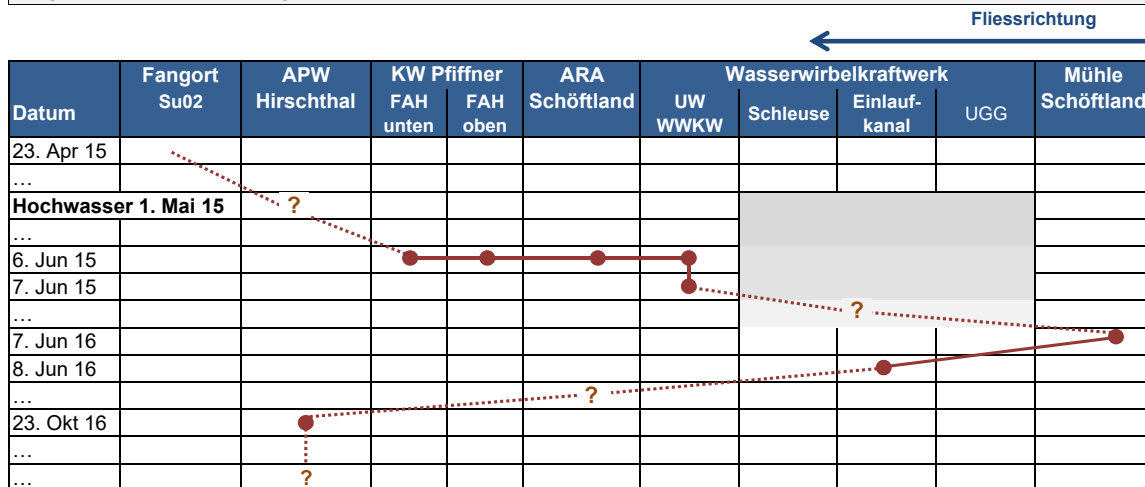 Fliessrichtung
Datum Fangort Su02 APW Hirschthal KW Pfiffner ARA Schöftland Wasserwirbelkraftwerk Mühle Schöftland
FAH unten FAH oben UW WWKW Schleuse Einlauf-kanal UGG
23. Apr 15
…
Hochwasser 1. Mai 15 ?
…
6. Jun 15
7. Jun 15
… ?
7. Jun 16
8. Jun 16
… ?
23. Okt 16
…
… ?